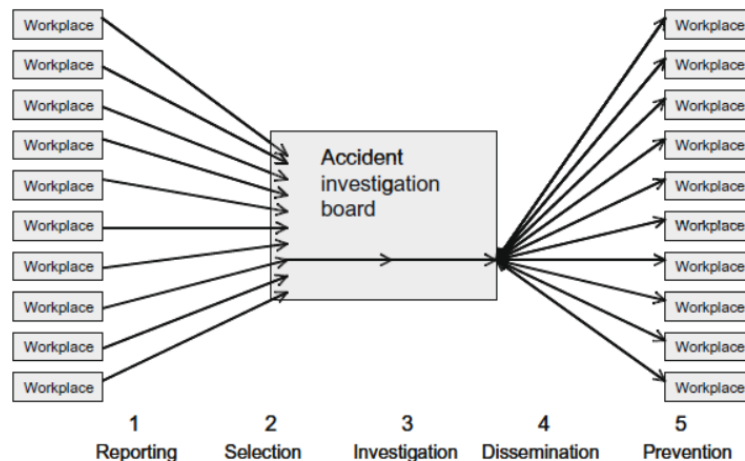 Workplace
Workplace
Workplace
Workplace
Workplace
Workplace
Workplace
Workplace
Workplace
Workplace
Accident
investigation
board
Workplace
Workplace
Workplace
Workplace
Workplace
Workplace
Workplace
Workplace
Workplace
Workplace
1 2 3 4 5
Reporting Selection Investigation Dissemination Prevention